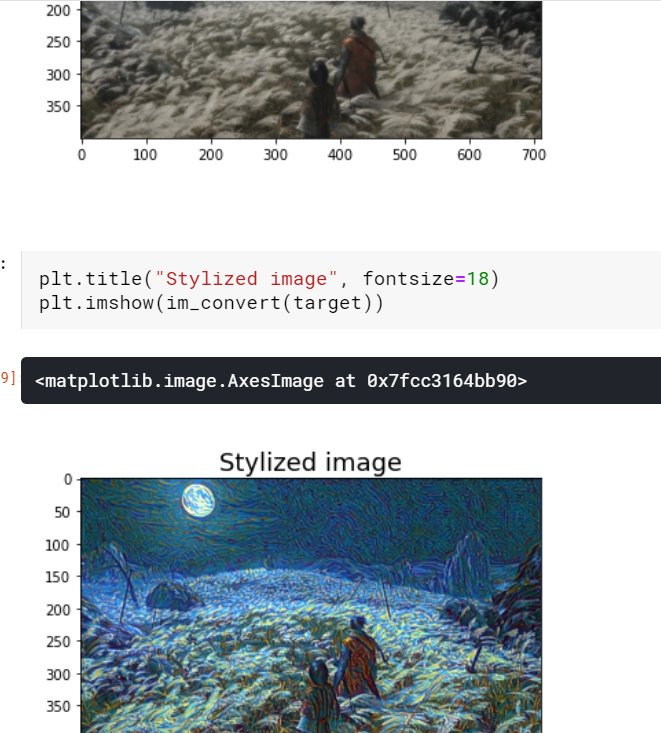 200
250
300
350
0 100 200 300 400 500 600 700
:
plt.title("Stylized image", fontsize=18)
plt.imshow(im_convert(target))
9]
<matplotlib.image.AxesImage at 0x7fcc3164bb90>
Stylized image
0
50
100
150
200
250
300
350